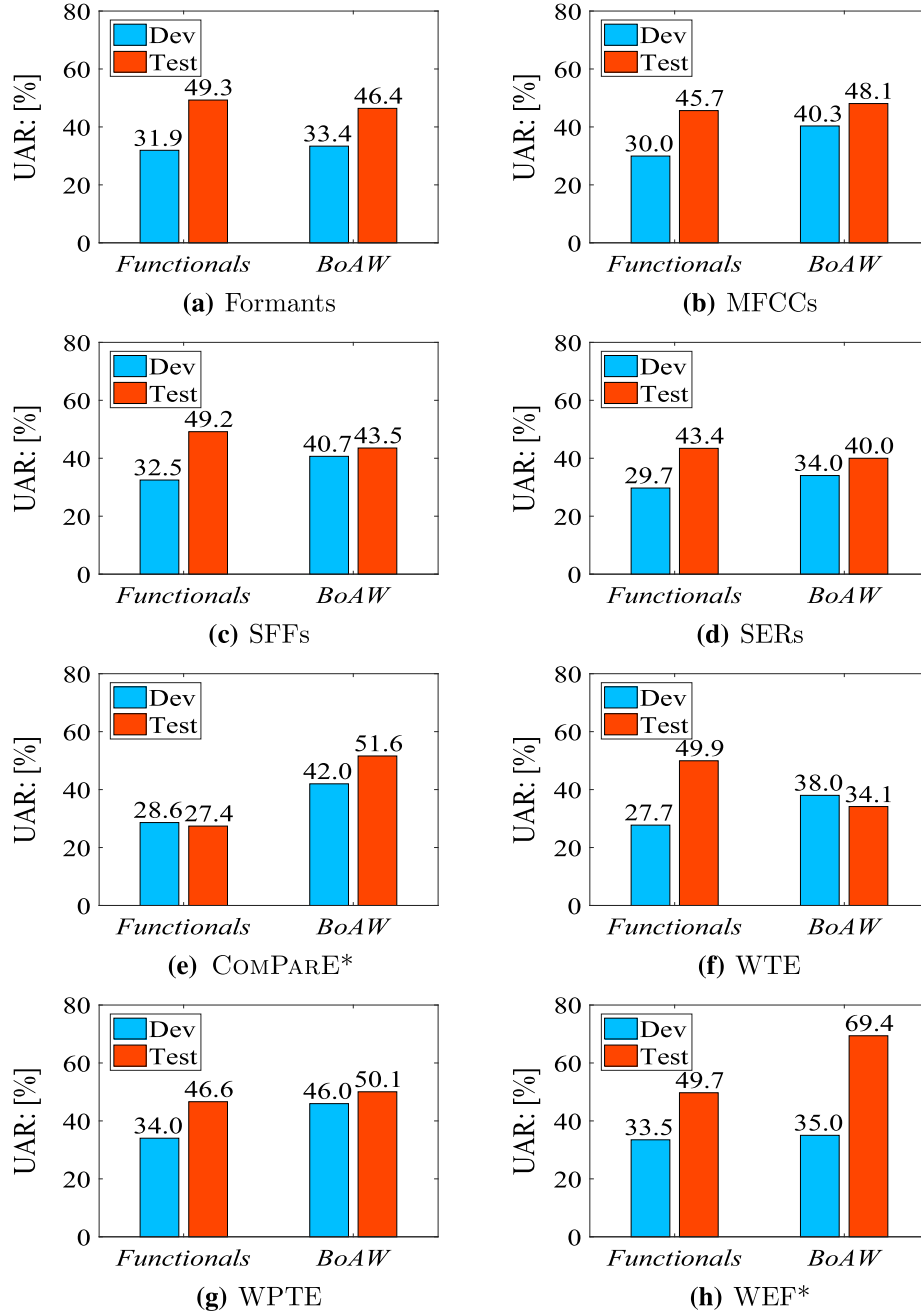 80
60
40
20
0
UAR: [%]
Dev
Test
31.9
49.3
33.4
46.4
Functionals
BoAW
(a) Formants
80
60
40
20
0
UAR: [%]
Dev
Test
30.0
45.7
40.3
48.1
Functionals
BoAW
(b) MFCCs
80
60
40
20
0
UAR: [%]
Dev
Test
32.5
49.2
40.7
43.5
Functionals
BoAW
(c) SFFs
80
60
40
20
0
UAR: [%]
Dev
Test
29.7
43.4
34.0
40.0
Functionals
BoAW
(d) SERs
80
60
40
20
0
UAR: [%]
Dev
Test
28.6
27.4
42.0
51.6
Functionals
BoAW
(e) COMPARE*
80
60
40
20
0
UAR: [%]
Dev
Test
27.7
49.9
38.0
34.1
Functionals
BoAW
(f) WTE
80
60
40
20
0
UAR: [%]
Dev
Test
34.0
46.6
46.0
50.1
Functionals
BoAW
(g) WPTE
80
60
40
20
0
UAR: [%]
Dev
Test
33.5
49.7
35.0
69.4
Functionals
BoAW
(h) WEF*